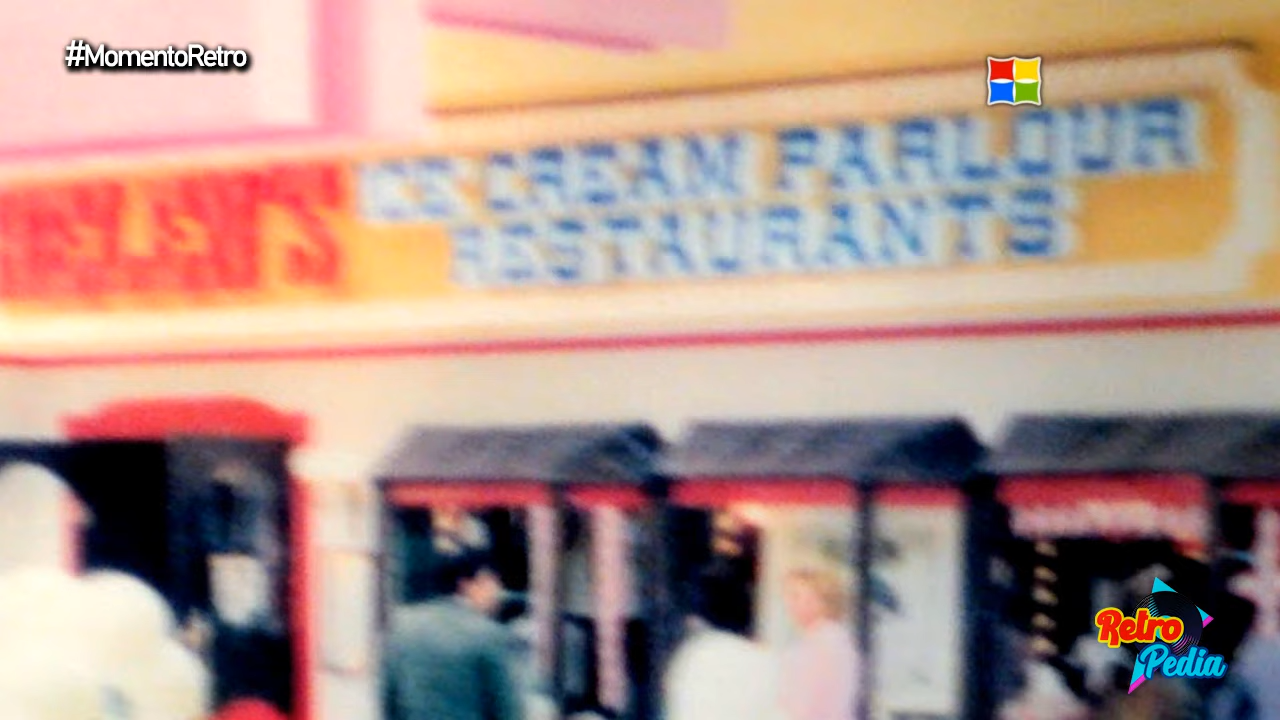 #MomentoRetro
ICE CREAM PARLOUR
RESTAURANTS
Retro
Pedia